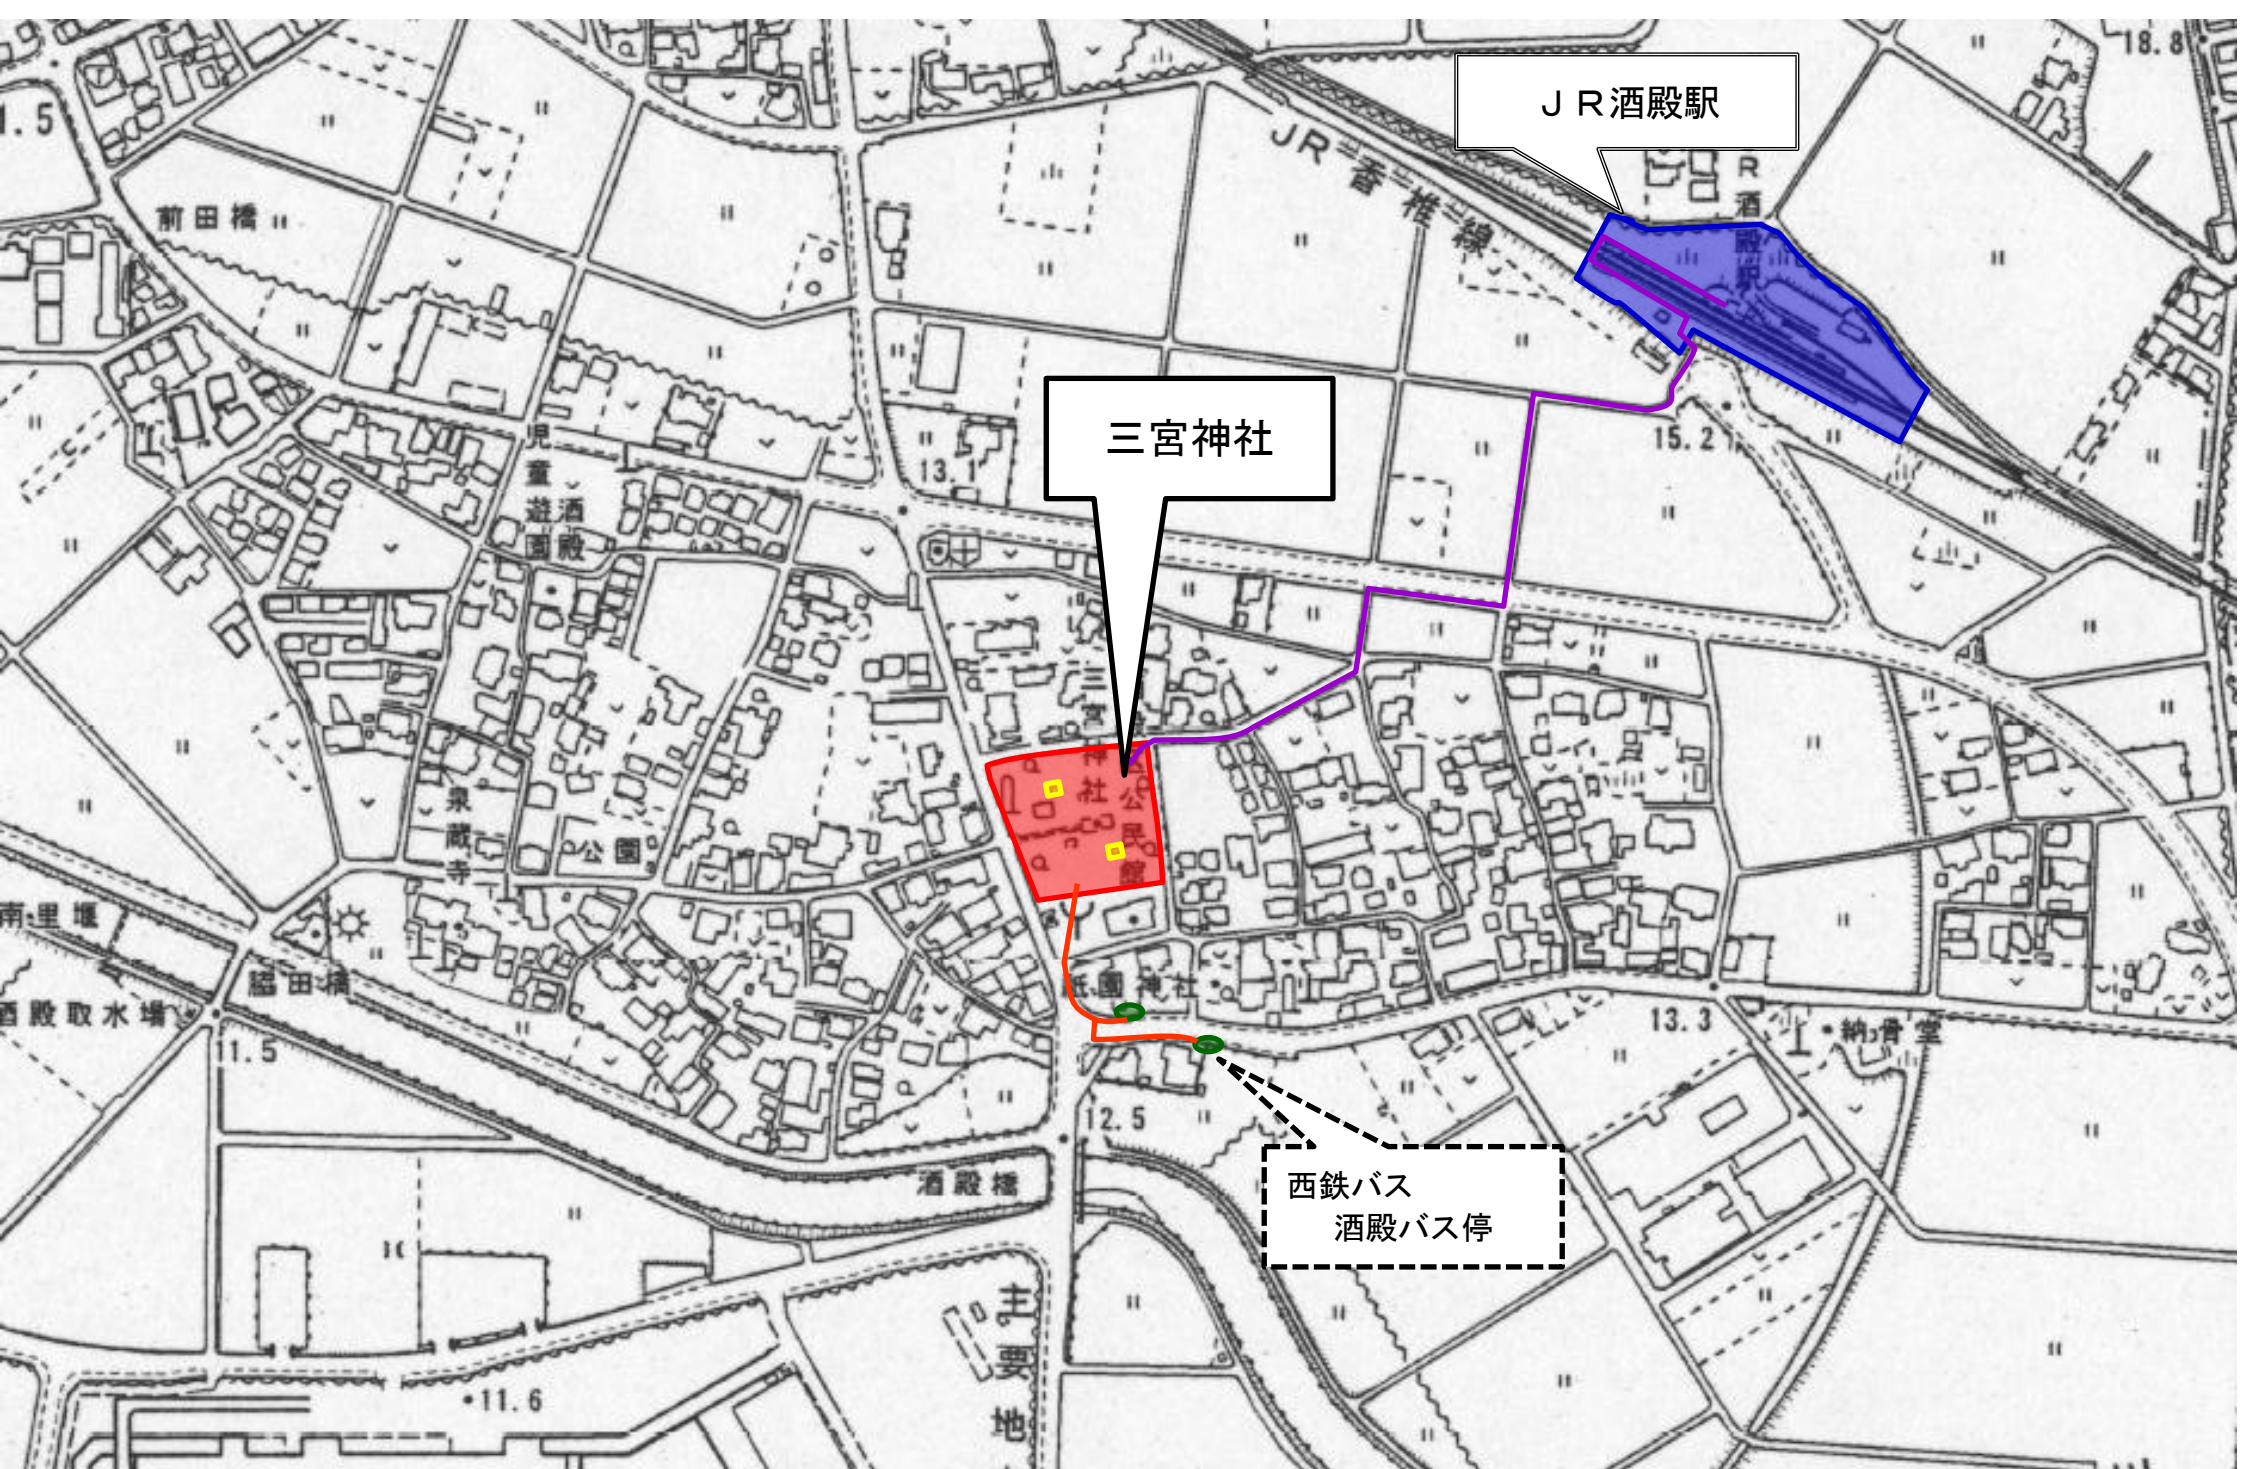 18.8
ＪＲ酒殿駅
1.5
JR香椎線
R酒殿駅
前田橋
三宮神社
児童遊園
酒殿
13.1
15.2
三宮神社
公民館
泉蔵寺
公園
南里堰
脇田橋
祇園神社
酒殿取水場
11.5
13.3
納骨堂
12.5
酒殿橋
西鉄バス
酒殿バス停
主要地
11.6